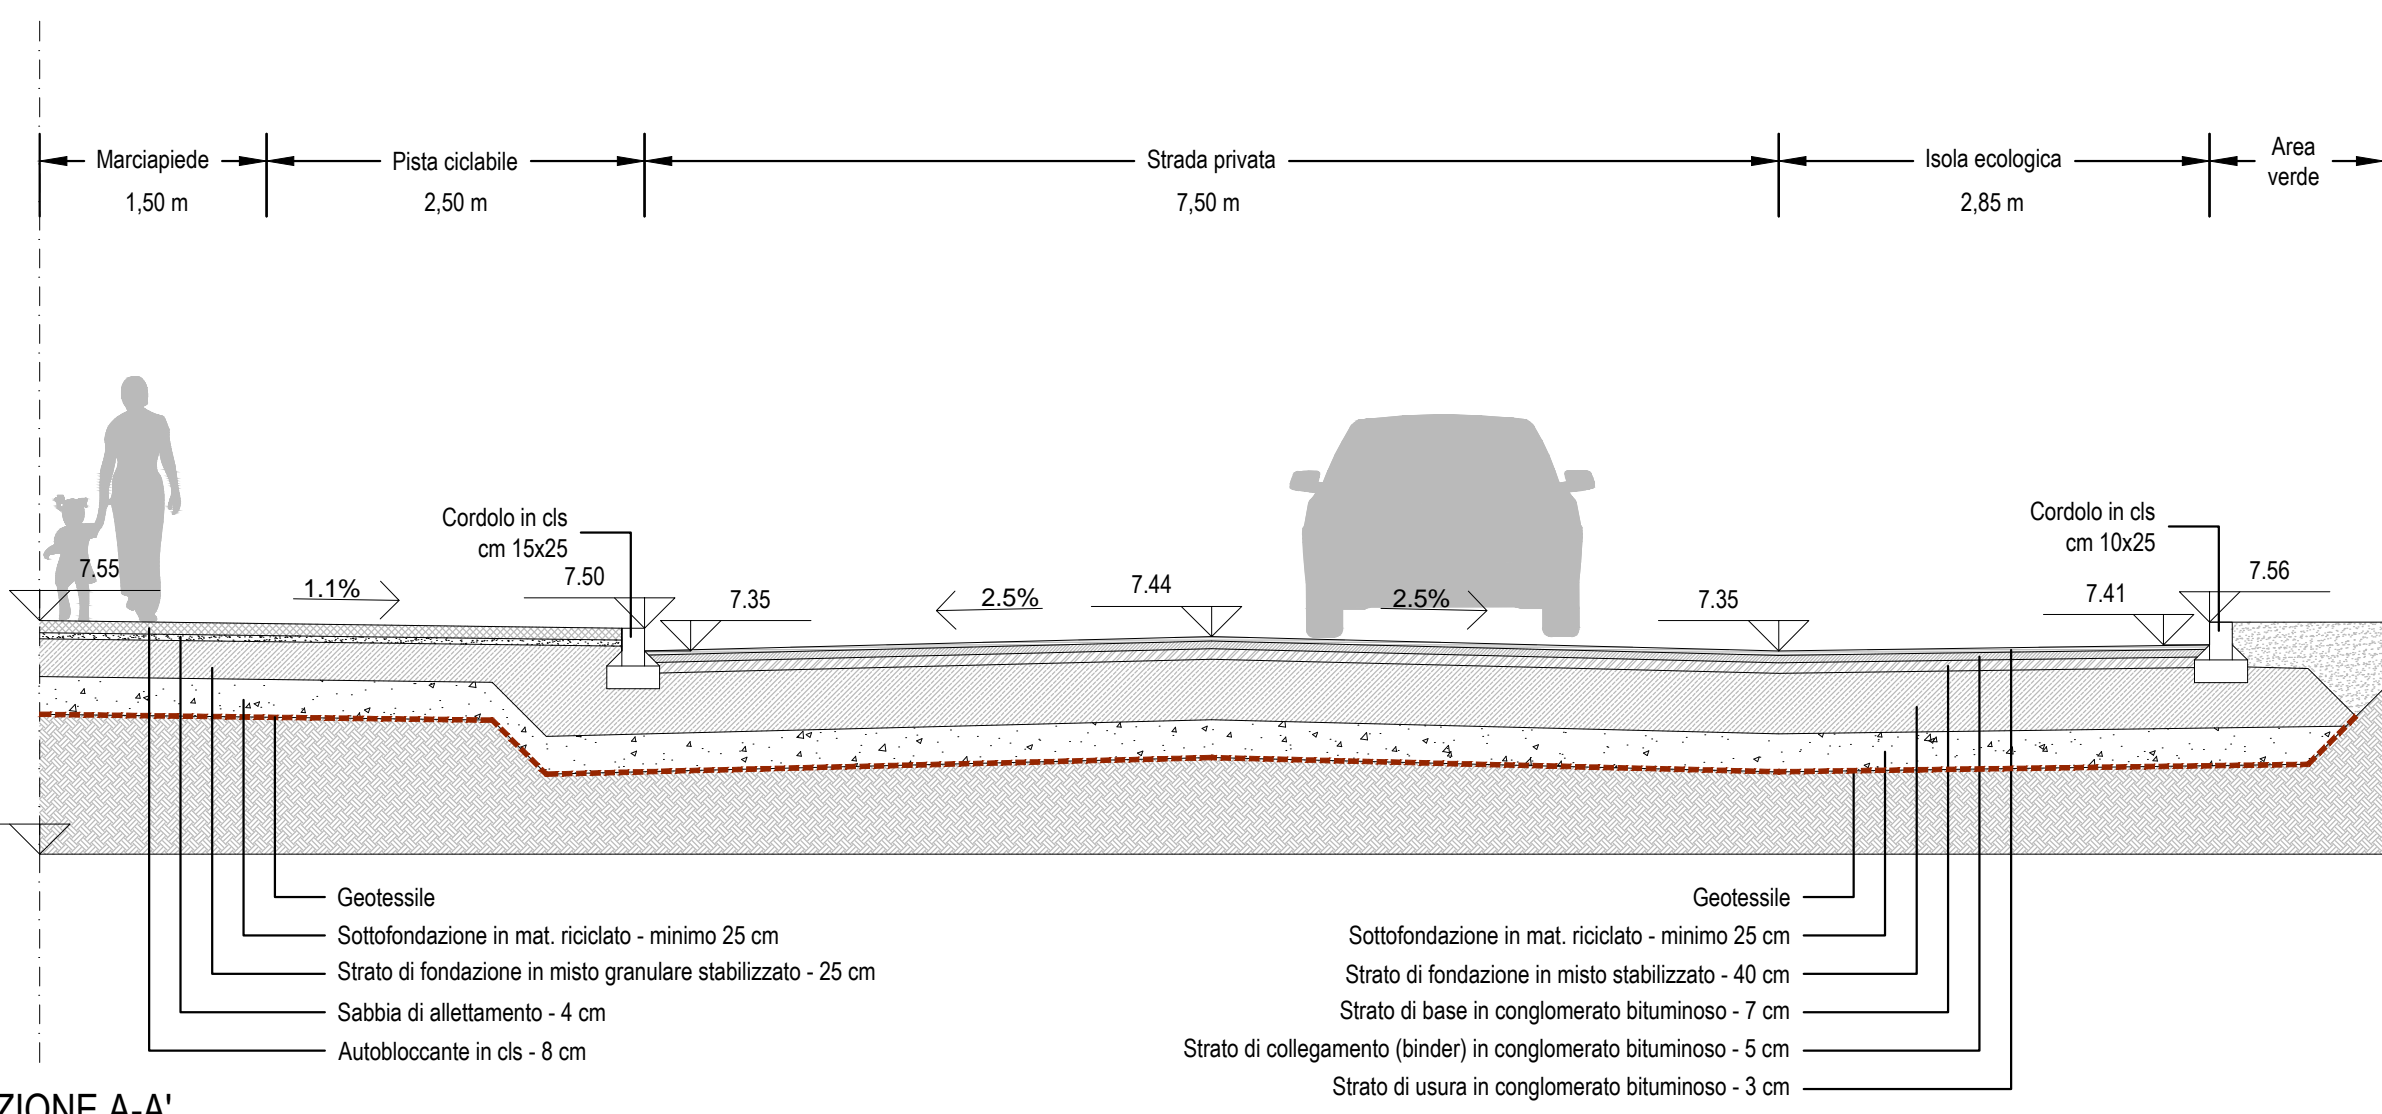 Marciapiede
1,50 m
Pista ciclabile
2,50 m
Strada privata
7,50 m
Isola ecologica
2,85 m
Area
verde
Cordolo in cls
cm 15x25
Cordolo in cls
cm 10x25
7.55
1.1%
7.50
7.35
2.5%
7.44
2.5%
7.35
7.41
7.56
Geotessile
Sottofondazione in mat. riciclato - minimo 25 cm
Strato di fondazione in misto granulare stabilizzato - 25 cm
Sabbia di allettamento - 4 cm
Autobloccante in cls - 8 cm
Geotessile
Sottofondazione in mat. riciclato - minimo 25 cm
Strato di fondazione in misto stabilizzato - 40 cm
Strato di base in conglomerato bituminoso - 7 cm
Strato di collegamento (binder) in conglomerato bituminoso - 5 cm
Strato di usura in conglomerato bituminoso - 3 cm
ZIONE A-A'